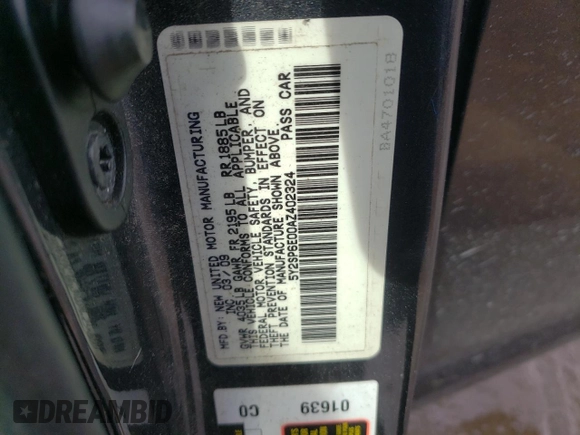 MFD.BY: NEW UNITED MOTOR MANUFACTURING
INC. 03/09
GVWR 4035LB GAWR FR 2195LB RR 1885LB
THIS VEHICLE CONFORMS TO ALL APPLICABLE
FEDERAL MOTOR VEHICLE SAFETY, BUMPER, AND
THEFT PREVENTION STANDARDS IN EFFECT ON
THE DATE OF MANUFACTURE SHOWN ABOVE.
5Y2SP6E00AZ402324 PASS CAR
BA4701018
01639
C0
DREAMBID